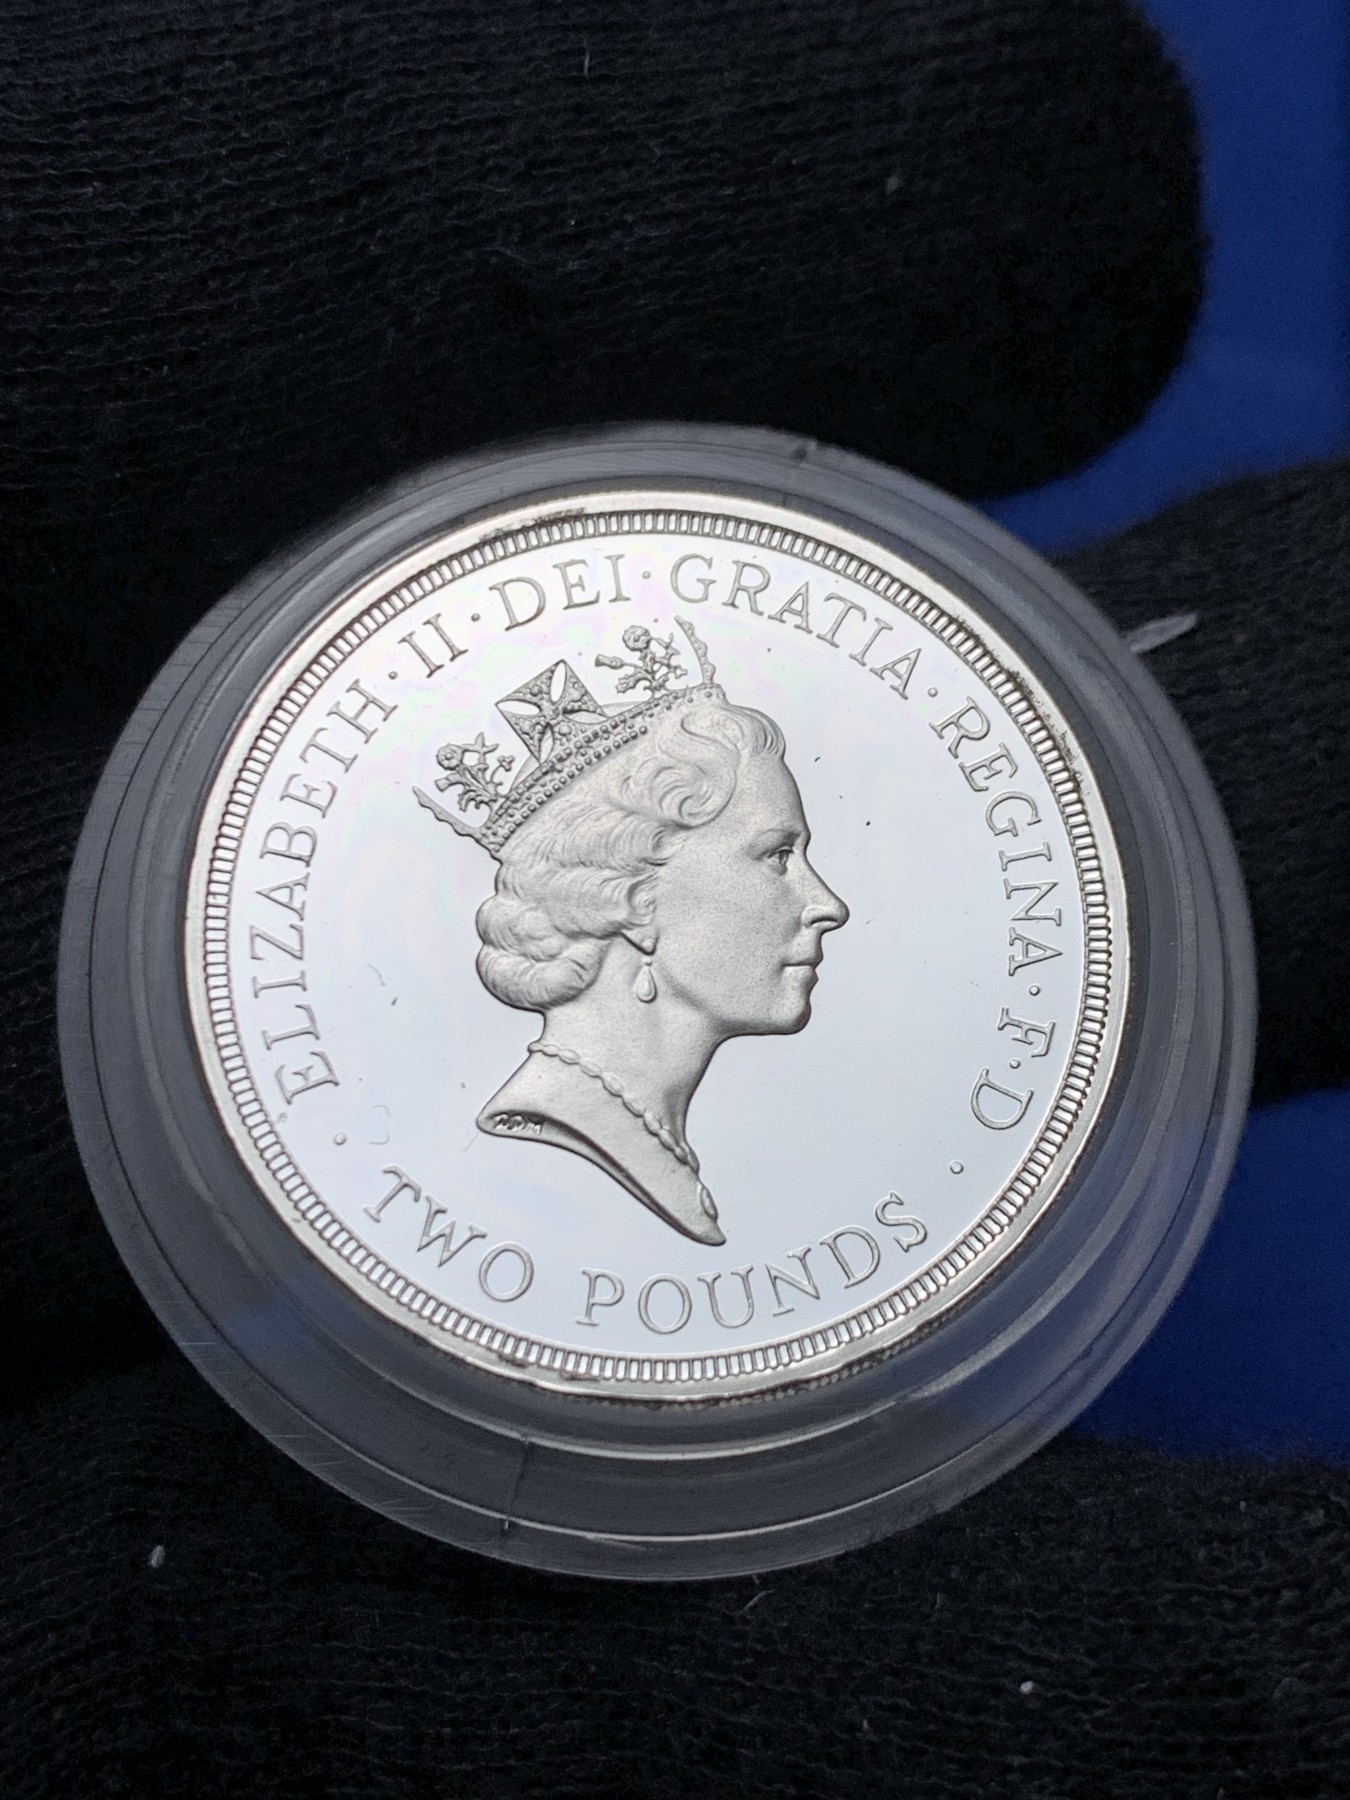 ELIZABETH · II · DEI · GRATIA · REGINA · F · D ·
· TWO POUNDS
RDM